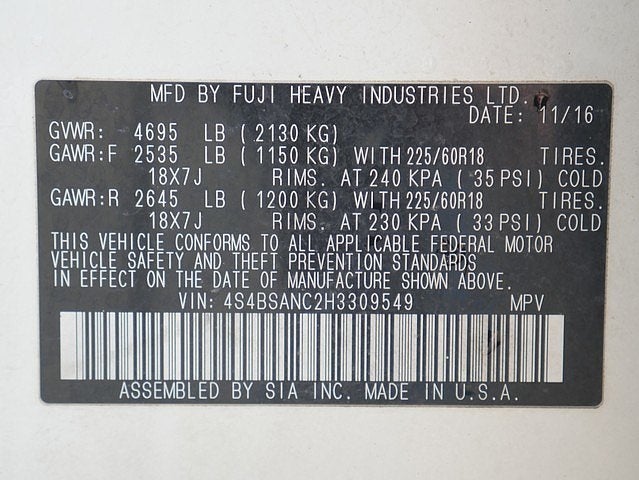 MFD BY FUJI HEAVY INDUSTRIES LTD.
DATE: 11/16
GVWR: 4695 LB ( 2130 KG)
GAWR:F 2535 LB ( 1150 KG) WITH 225/60R18 TIRES.
18X7J RIMS. AT 240 KPA ( 35 PSI) COLD
GAWR:R 2645 LB ( 1200 KG) WITH 225/60R18 TIRES.
18X7J RIMS. AT 230 KPA ( 33 PSI) COLD
THIS VEHICLE CONFORMS TO ALL APPLICABLE FEDERAL MOTOR
VEHICLE SAFETY AND THEFT PREVENTION STANDARDS
IN EFFECT ON THE DATE OF MANUFACTURE SHOWN ABOVE.
VIN: 4S4BSANC2H3309549 MPV
ASSEMBLED BY SIA INC. MADE IN U.S.A.